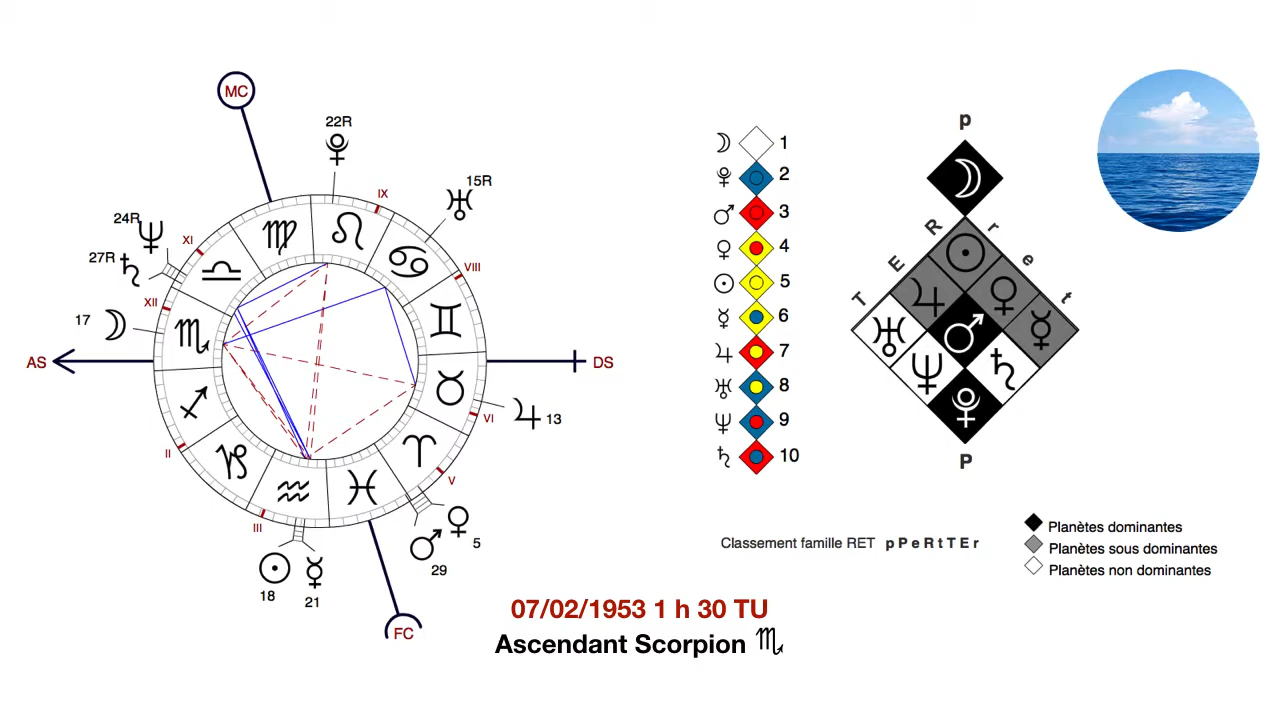 MC
22R
IX
15R
24R
XI
27R
VIII
XII
17
AS
DS
VI
13
II
V
III
5
29
18
21
FC
1
2
3
4
5
6
7
8
9
10
p
R r
E e
T t
P
Classement famille RET p P e R t T E r
Planètes dominantes
Planètes sous dominantes
Planètes non dominantes
07/02/1953 1 h 30 TU
Ascendant Scorpion ♏